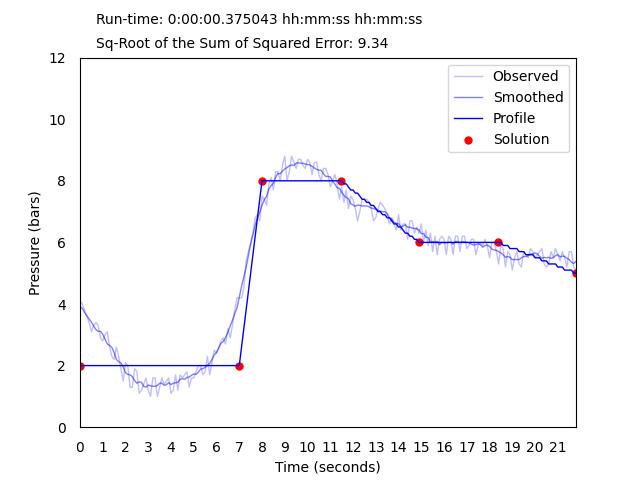 Run-time: 0:00:00.375043 hh:mm:ss hh:mm:ss
Sq-Root of the Sum of Squared Error: 9.34
Observed
Smoothed
Profile
Solution
Pressure (bars)
12
10
8
6
4
2
0
0 1 2 3 4 5 6 7 8 9 10 11 12 13 14 15 16 17 18 19 20 21
Time (seconds)